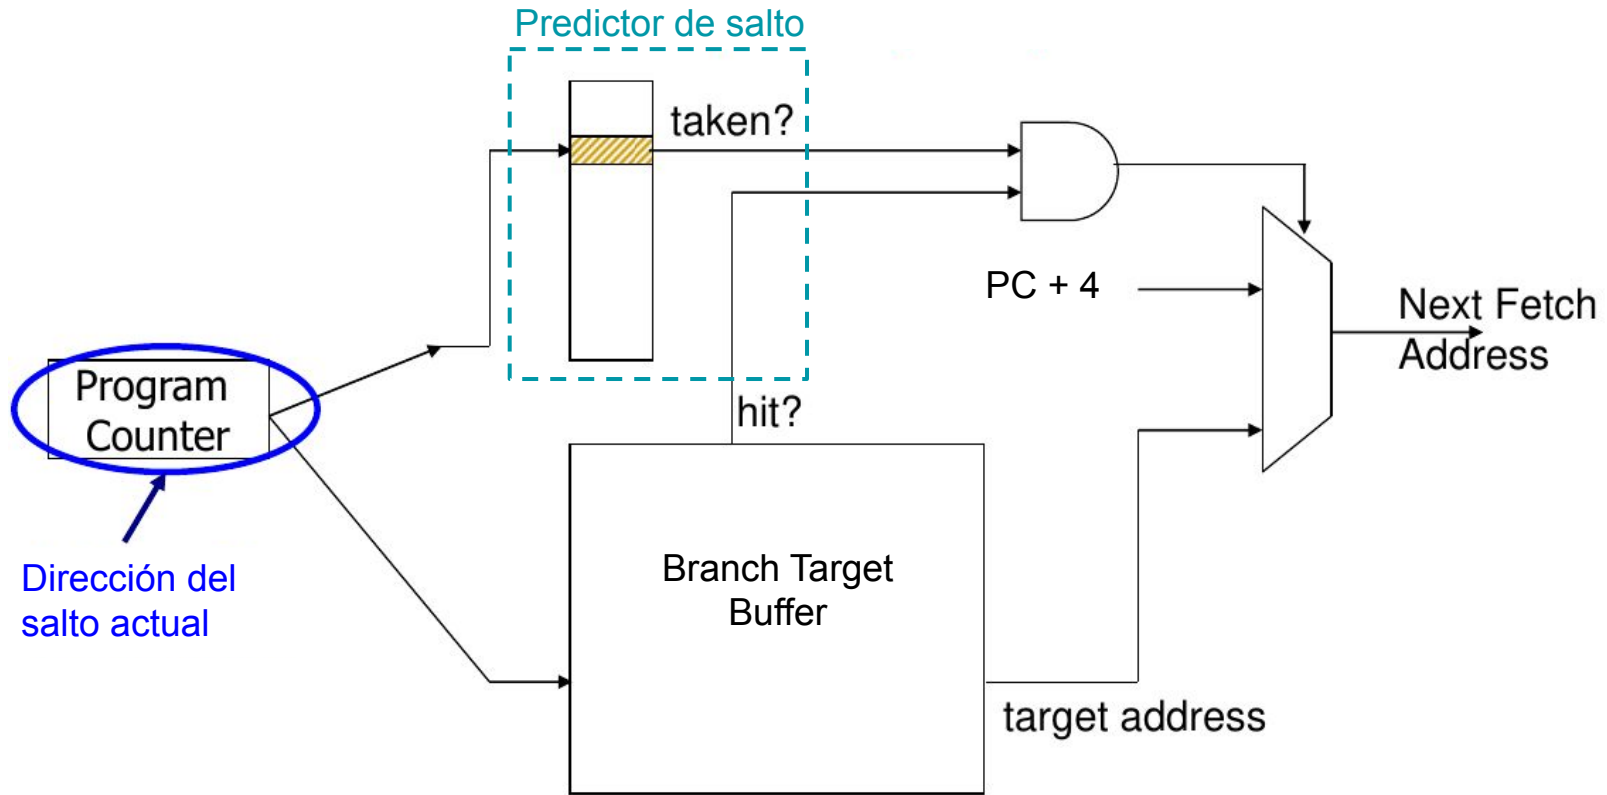 Predictor de salto
taken?
PC + 4
Next Fetch
Address
Program
Counter
hit?
Dirección del
salto actual
Branch Target
Buffer
target address